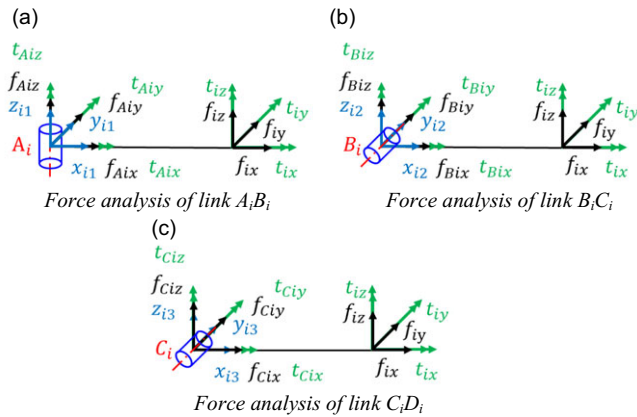 (a)
t_Aiz
f_Aiz
z_i1
t_Aiy
f_Aiy
y_i1
A_i
x_i1 f_Aix t_Aix
t_iz
f_iz
t_iy
f_iy
f_ix t_ix
Force analysis of link A_iB_i
(b)
t_Biz
f_Biz
z_i2
t_Biy
f_Biy
y_i2
B_i
x_i2 f_Bix t_Bix
t_iz
f_iz
t_iy
f_iy
f_ix t_ix
Force analysis of link B_iC_i
(c)
t_Ciz
f_Ciz
z_i3
t_Ciy
f_Ciy
y_i3
C_i
x_i3 f_Cix t_Cix
t_iz
f_iz
t_iy
f_iy
f_ix t_ix
Force analysis of link C_iD_i